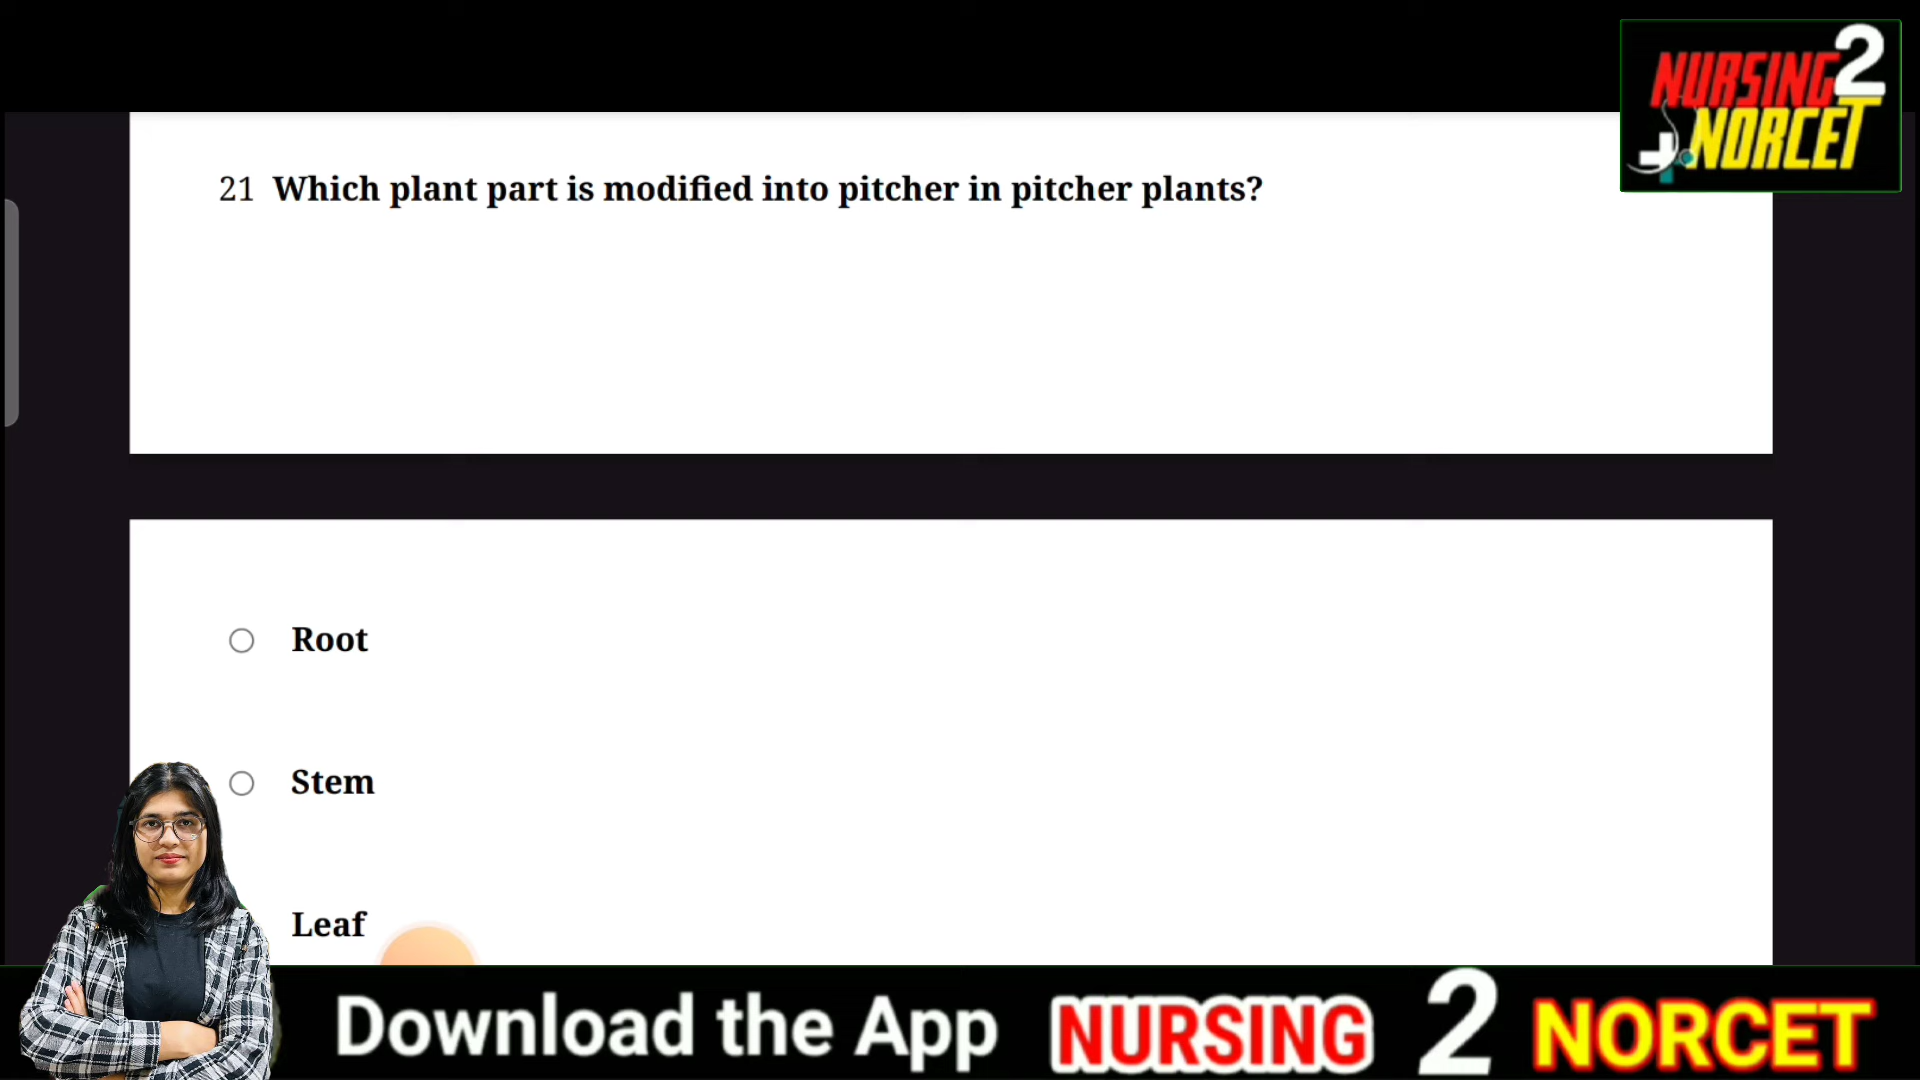 NURSING 2
NORCET
21 Which plant part is modified into pitcher in pitcher plants?
Root
Stem
Leaf
Download the App NURSING 2 NORCET